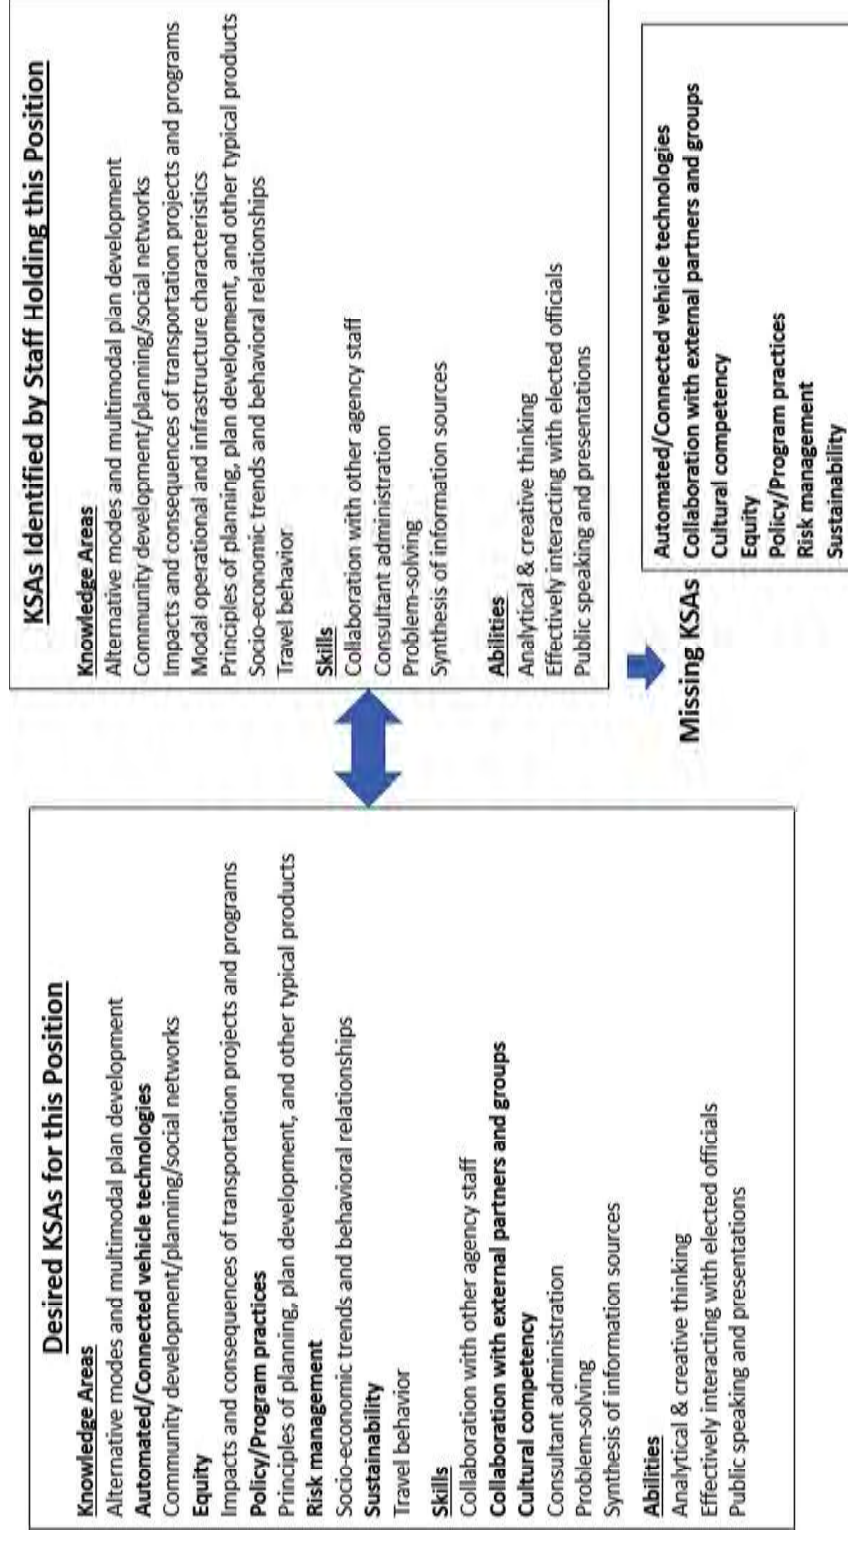 Desired KSAs for this Position
Knowledge Areas
Alternative modes and multimodal plan development
Automated/Connected vehicle technologies
Community development/planning/social networks
Equity
Impacts and consequences of transportation projects and programs
Policy/Program practices
Principles of planning, plan development, and other typical products
Risk management
Socio-economic trends and behavioral relationships
Sustainability
Travel behavior
Skills
Collaboration with other agency staff
Collaboration with external partners and groups
Cultural competency
Consultant administration
Problem-solving
Synthesis of information sources
Abilities
Analytical & creative thinking
Effectively interacting with elected officials
Public speaking and presentations
KSAs Identified by Staff Holding this Position
Knowledge Areas
Alternative modes and multimodal plan development
Community development/planning/social networks
Impacts and consequences of transportation projects and programs
Modal operational and infrastructure characteristics
Principles of planning, plan development, and other typical products
Socio-economic trends and behavioral relationships
Travel behavior
Skills
Collaboration with other agency staff
Consultant administration
Problem-solving
Synthesis of information sources
Abilities
Analytical & creative thinking
Effectively interacting with elected officials
Public speaking and presentations
Missing KSAs
Automated/Connected vehicle technologies
Collaboration with external partners and groups
Cultural competency
Equity
Policy/Program practices
Risk management
Sustainability